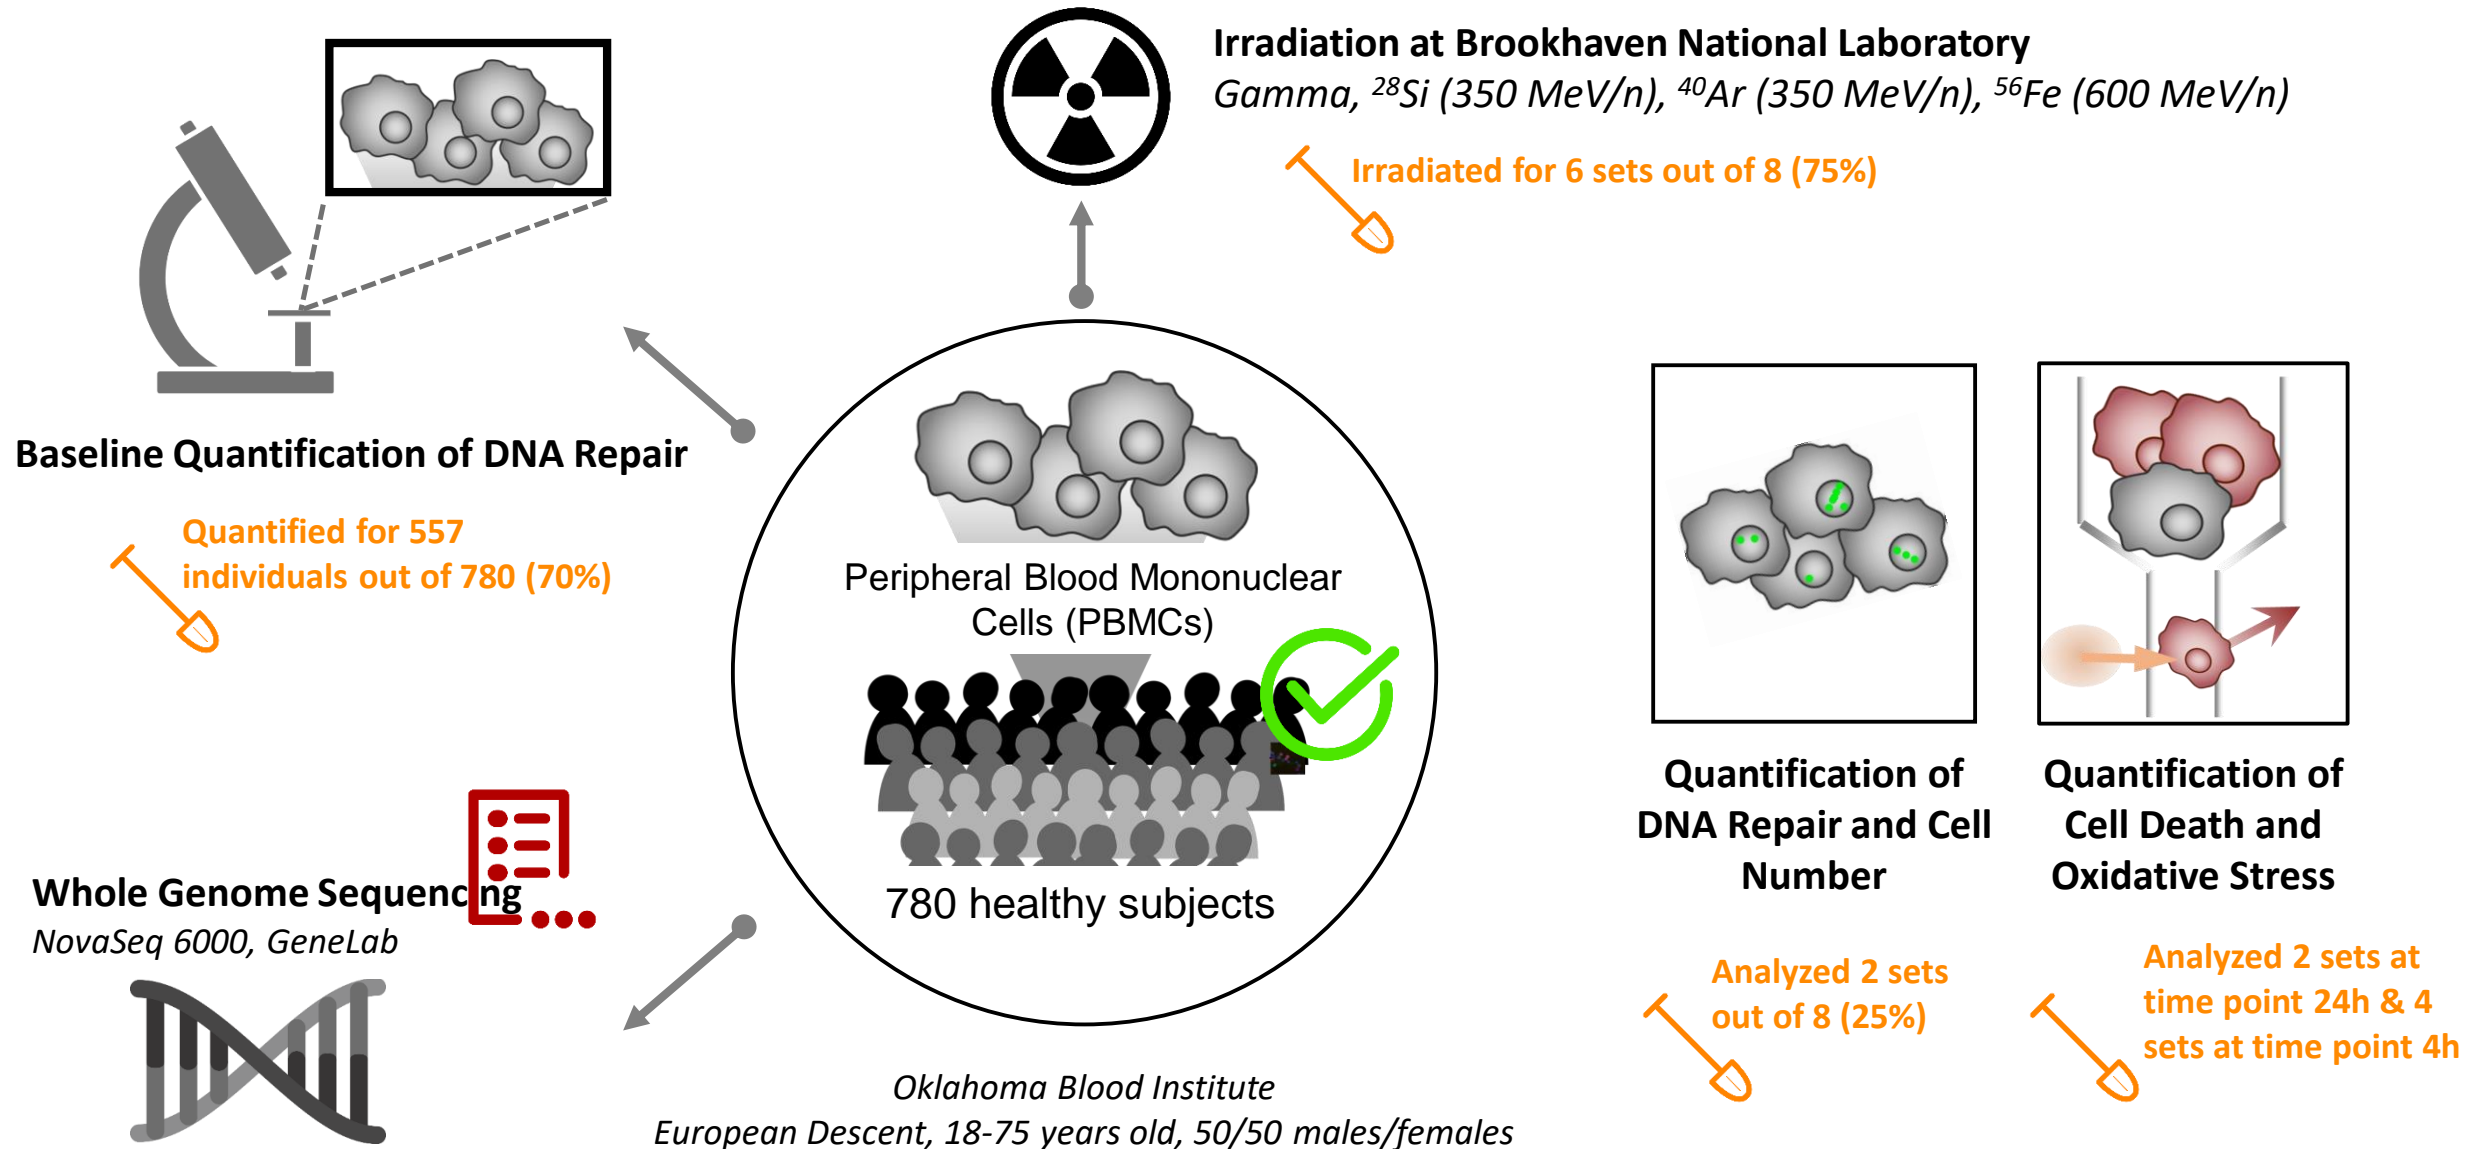 Irradiation at Brookhaven National Laboratory
Gamma, ²⁸Si (350 MeV/n), ⁴⁰Ar (350 MeV/n), ⁵⁶Fe (600 MeV/n)
Irradiated for 6 sets out of 8 (75%)
Baseline Quantification of DNA Repair
Quantified for 557
individuals out of 780 (70%)
Whole Genome Sequencing
NovaSeq 6000, GeneLab
Peripheral Blood Mononuclear
Cells (PBMCs)
780 healthy subjects
Oklahoma Blood Institute
European Descent, 18-75 years old, 50/50 males/females
Quantification of
DNA Repair and Cell
Number
Analyzed 2 sets
out of 8 (25%)
Quantification of
Cell Death and
Oxidative Stress
Analyzed 2 sets at
time point 24h & 4
sets at time point 4h